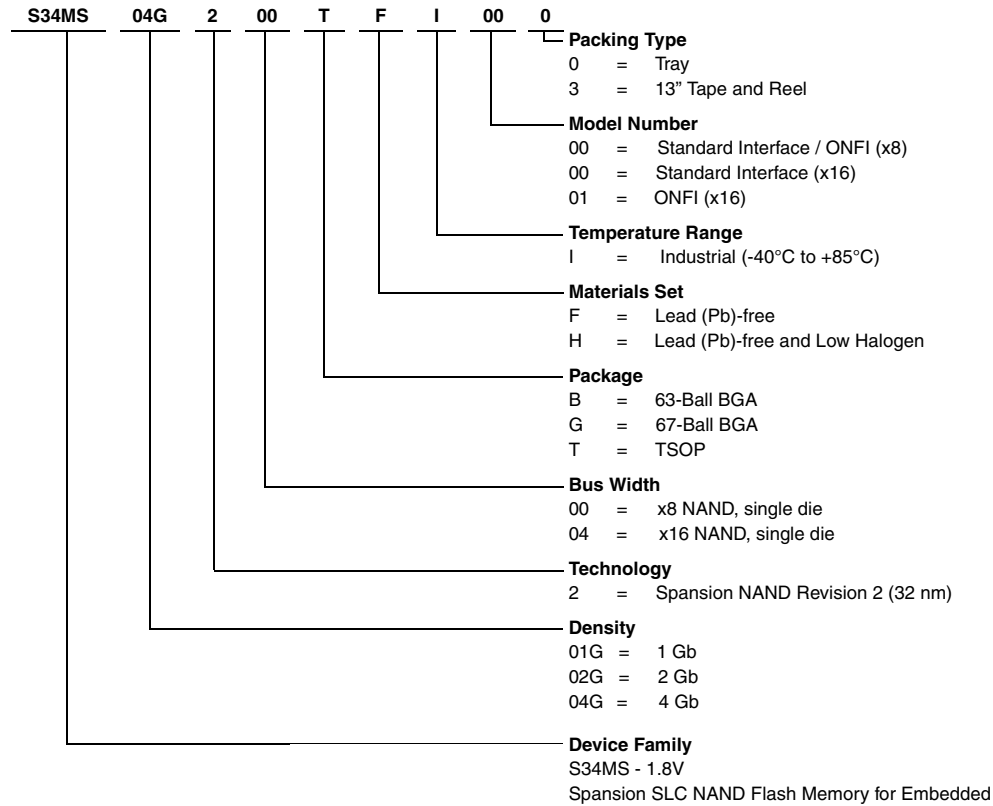 S34MS 04G 2 00 T F I 00 0
Packing Type
0 = Tray
3 = 13” Tape and Reel
Model Number
00 = Standard Interface / ONFI (x8)
00 = Standard Interface (x16)
01 = ONFI (x16)
Temperature Range
I = Industrial (-40°C to +85°C)
Materials Set
F = Lead (Pb)-free
H = Lead (Pb)-free and Low Halogen
Package
B = 63-Ball BGA
G = 67-Ball BGA
T = TSOP
Bus Width
00 = x8 NAND, single die
04 = x16 NAND, single die
Technology
2 = Spansion NAND Revision 2 (32 nm)
Density
01G = 1 Gb
02G = 2 Gb
04G = 4 Gb
Device Family
S34MS - 1.8V
Spansion SLC NAND Flash Memory for Embedded